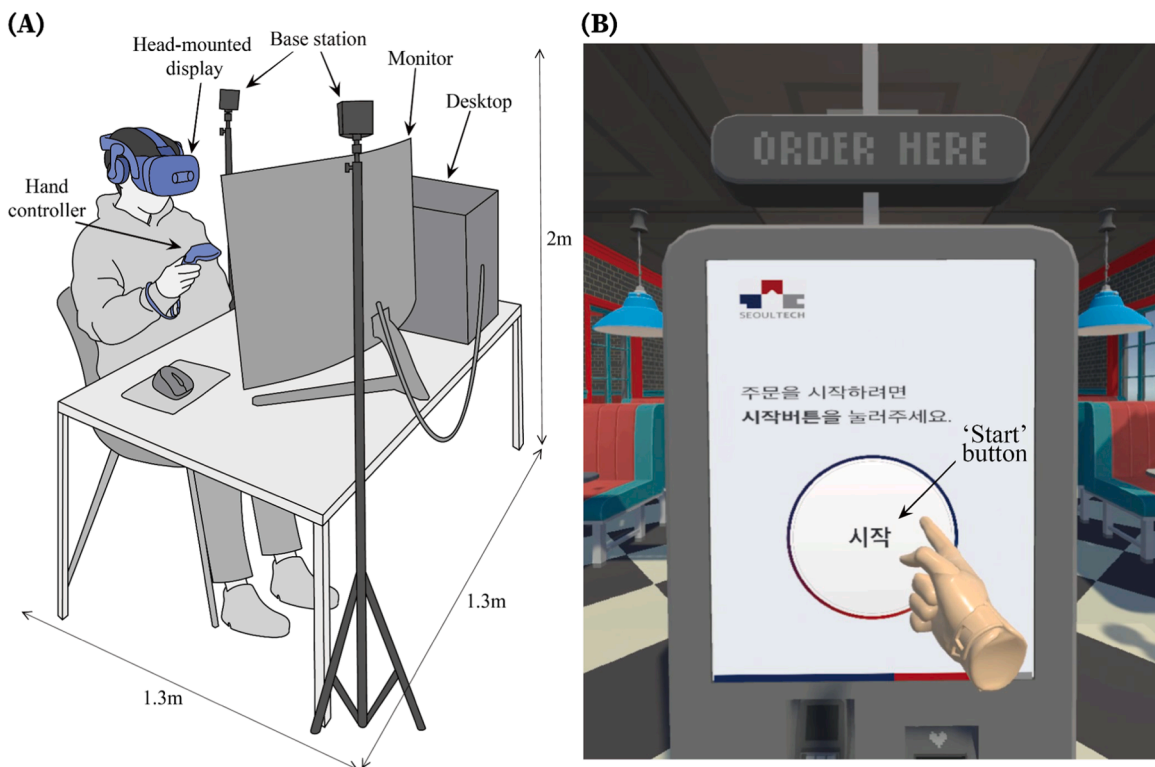 (A)
Head-mounted
display
Base station
Monitor
Desktop
Hand
controller
2m
1.3m
1.3m
(B)
ORDER HERE
SEOULTECH
주문을 시작하려면
시작버튼을 눌러주세요.
'Start'
button
시작